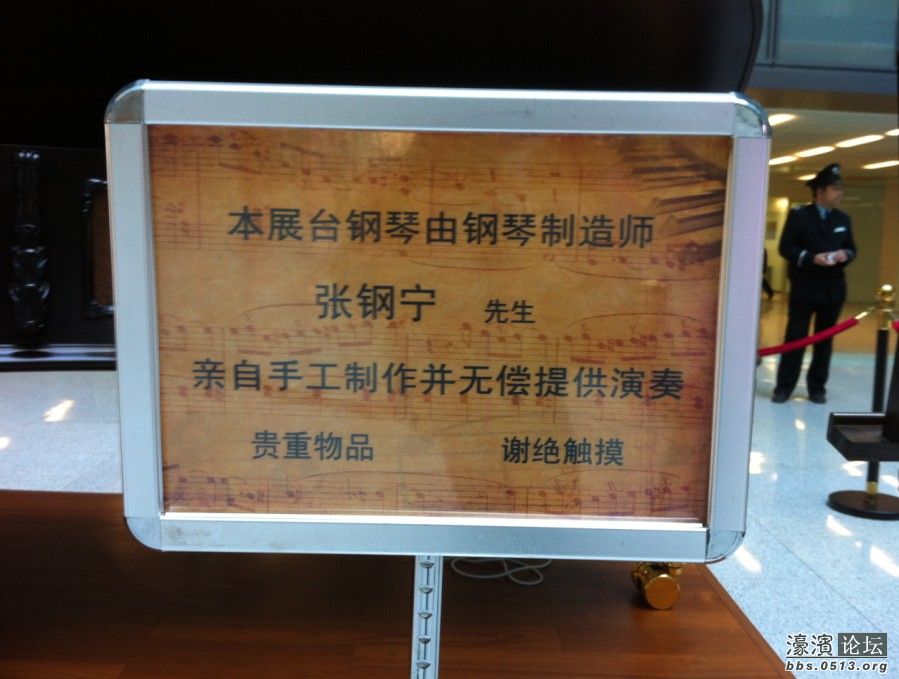 本展台钢琴由钢琴制造师
张钢宁 先生
亲自手工制作并无偿提供演奏
贵重物品 谢绝触摸
濠滨论坛
bbs.0513.org